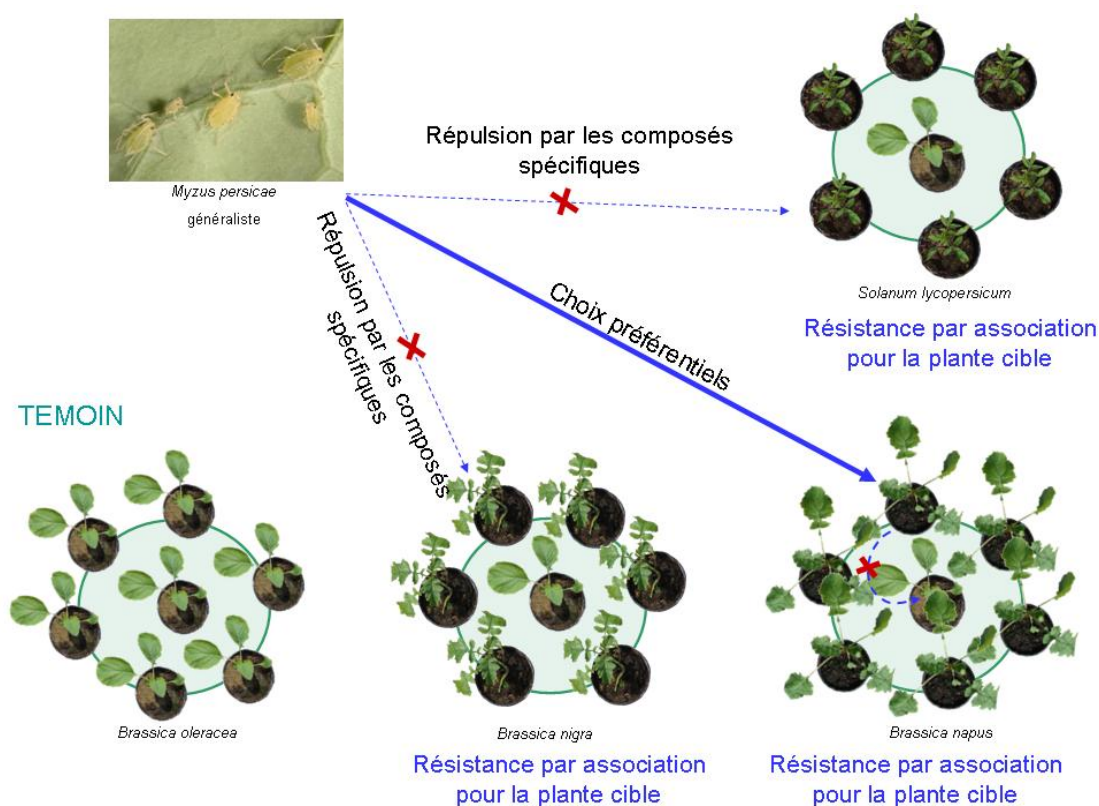 Myzus persicae
généraliste
Répulsion par les composés
spécifiques
Solanum lycopersicum
Résistance par association
pour la plante cible
Répulsion par les composés
spécifiques
Choix préférentiels
TEMOIN
Brassica oleracea
Brassica nigra
Résistance par association
pour la plante cible
Brassica napus
Résistance par association
pour la plante cible